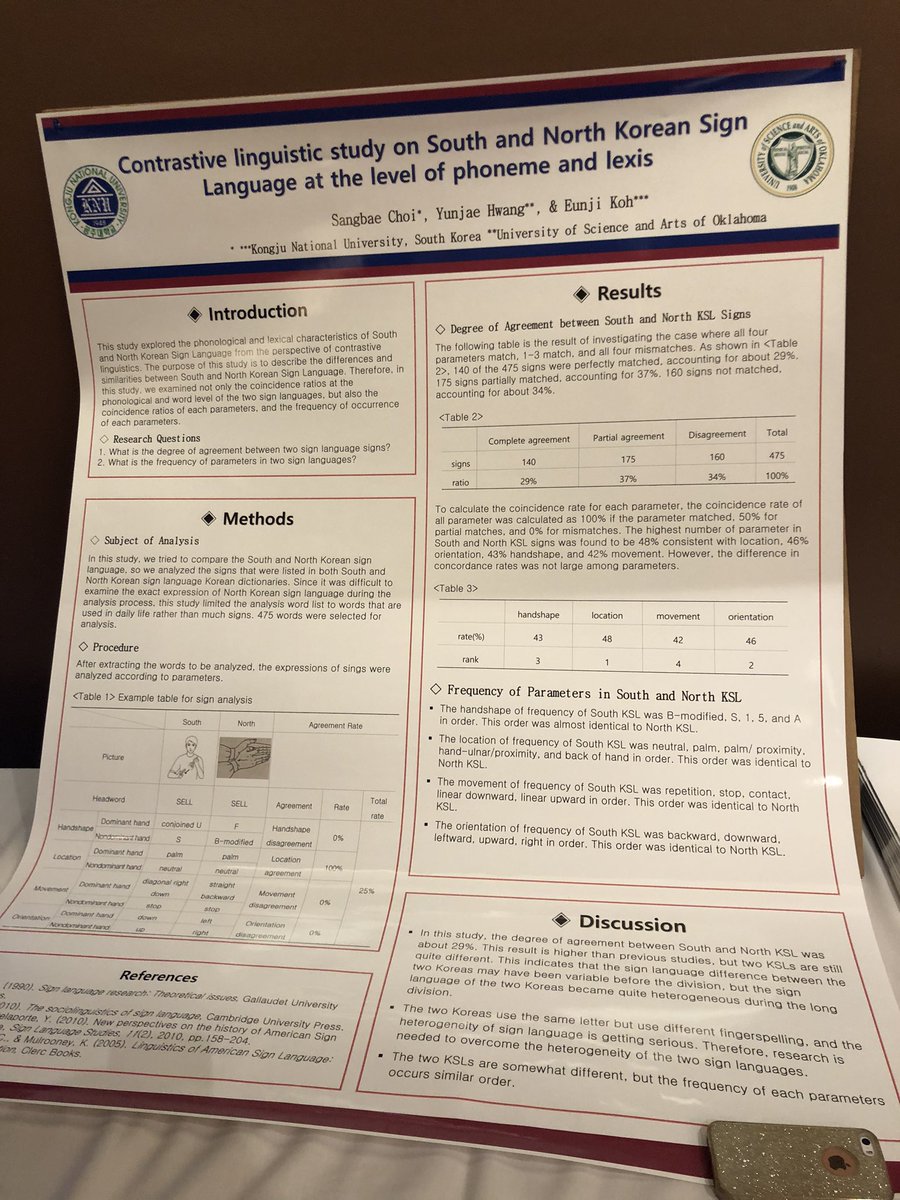 Contrastive linguistic study on South and North Korean Sign
Language at the level of phoneme and lexis
Sangbae Choi*, Yunjae Hwang**, & Eunji Koh***
* ***Kongju National University, South Korea **University of Science and Arts of Oklahoma
KONGJU NATIONAL UNIVERSITY
KNU
1948
공주대학교
UNIVERSITY OF SCIENCE and ARTS OF OKLAHOMA
1908
◈ Introduction
This study explored the phonological and lexical characteristics of South
and North Korean Sign Language from the perspective of contrastive
linguistics. The purpose of this study is to describe the differences and
similarities between South and North Korean Sign Language. Therefore, in
this study, we examined not only the coincidence ratios at the
phonological and word level of the two sign languages, but also the
coincidence ratios of each parameters, and the frequency of occurrence
of each parameters.
◇ Research Questions
1. What is the degree of agreement between two sign language signs?
2. What is the frequency of parameters in two sign languages?
◈ Methods
◇ Subject of Analysis
In this study, we tried to compare the South and North Korean sign
language, so we analyzed the signs that were listed in both South and
North Korean sign language Korean dictionaries. Since it was difficult to
examine the exact expression of North Korean sign language during the
analysis process, this study limited the analysis word list to words that are
used in daily life rather than much signs. 475 words were selected for
analysis.
◇ Procedure
After extracting the words to be analyzed, the expressions of sings were
analyzed according to parameters.
<Table 1> Example table for sign analysis
South North Agreement Rate
Picture
Headword SELL SELL Agreement Rate Total rate
Handshape Dominant hand conjoined U F Handshape disagreement 0%
Nondominant hand S B-modified
Location Dominant hand palm palm Location agreement 100%
Nondominant hand neutral neutral
25%
Movement Dominant hand diagonal right down straight backward Movement disagreement 0%
Nondominant hand stop stop
Orientation Dominant hand down left Orientation disagreement 0%
Nondominant hand up right
References
(1990). Sign language research: Theoretical issues. Gallaudet University
s.
010). The sociolinguistics of sign language, Cambridge University Press.
elaporte, Y. (2010). New perspectives on the history of American Sign
e, Sign Language Studies, 11(2), 2010, pp.158-204.
C., & Mulrooney, K. (2005). Linguistics of American Sign Language:
tion. Clerc Books.
◈ Results
◇ Degree of Agreement between South and North KSL Signs
The following table is the result of investigating the case where all four
parameters match, 1-3 match, and all four mismatches. As shown in <Table
2>, 140 of the 475 signs were perfectly matched, accounting for about 29%.
175 signs partially matched, accounting for 37%. 160 signs not matched,
accounting for about 34%.
<Table 2>
Complete agreement Partial agreement Disagreement Total
signs 140 175 160 475
ratio 29% 37% 34% 100%
To calculate the coincidence rate for each parameter, the coincidence rate of
all parameter was calculated as 100% if the parameter matched, 50% for
partial matches, and 0% for mismatches. The highest number of parameter in
South and North KSL signs was found to be 48% consistent with location, 46%
orientation, 43% handshape, and 42% movement. However, the difference in
concordance rates was not large among parameters.
<Table 3>
handshape location movement orientation
rate(%) 43 48 42 46
rank 3 1 4 2
◇ Frequency of Parameters in South and North KSL
▪ The handshape of frequency of South KSL was B-modified, S, 1, 5, and A
in order. This order was almost identical to North KSL.
▪ The location of frequency of South KSL was neutral, palm, palm/ proximity,
hand-ulnar/proximity, and back of hand in order. This order was identical to
North KSL.
▪ The movement of frequency of South KSL was repetition, stop, contact,
linear downward, linear upward in order. This order was identical to North
KSL.
▪ The orientation of frequency of South KSL was backward, downward,
leftward, upward, right in order. This order was identical to North KSL.
◈ Discussion
▪ In this study, the degree of agreement between South and North KSL was
about 29%. This result is higher than previous studies, but two KSLs are still
quite different. This indicates that the sign language difference between the
two Koreas may have been variable before the division, but the sign
language of the two Koreas became quite heterogeneous during the long
division.
▪ The two Koreas use the same letter but use different fingerspelling, and the
heterogeneity of sign language is getting serious. Therefore, research is
needed to overcome the heterogeneity of the two sign languages.
▪ The two KSLs are somewhat different, but the frequency of each parameters
occurs similar order.